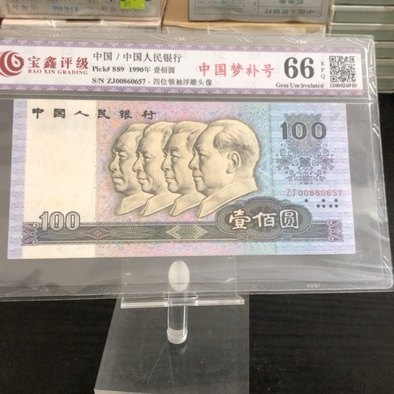 宝鑫评级
BAO XIN GRADING
中国 / 中国人民银行
Pick# 889 1990年 壹佰圆
S/N ZJ00860657 - 四位领袖浮雕头像
中国梦补号
66
EPQ
Gem Uncirculated
中国人民银行
100
ZJ00860657
100
壹佰圆